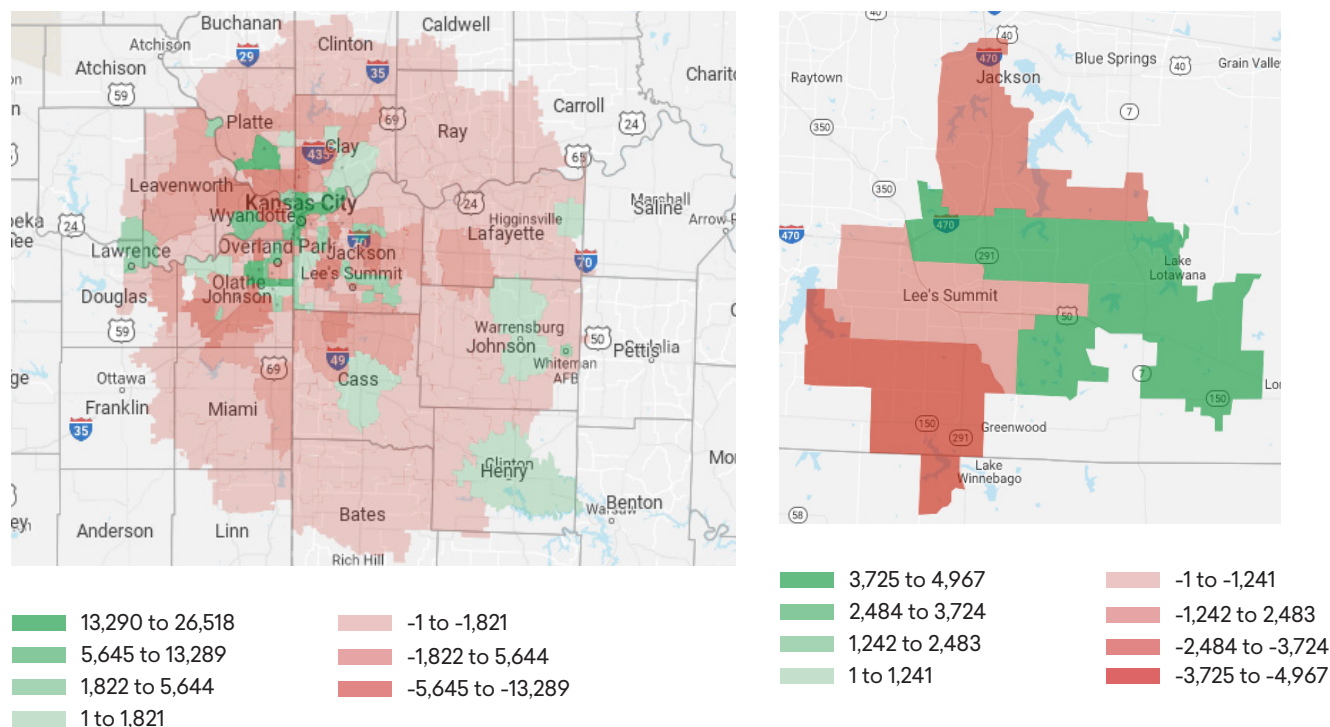 Buchanan
Caldwell
Atchison
Clinton
29
35
Atchison
59
Carroll
24
Platte
69
Ray
435
Clay
65
Leavenworth
Kansas City
24
Marshall
Saline
Higginsville
Lafayette
Wyandotte
24
Lawrence
Overland Park
70
Jackson
70
Lee's Summit
Olathe
Johnson
Douglas
59
Warrensburg
Johnson
50
Pettis
Whiteman
AFB
49
69
Cass
Ottawa
Franklin
Miami
35
Clinton
Henry
Benton
Warsaw
Bates
Anderson
Linn
Rich Hill
13,290 to 26,518
5,645 to 13,289
1,822 to 5,644
1 to 1,821
-1 to -1,821
-1,822 to 5,644
-5,645 to -13,289
40
40
470
Jackson
Blue Springs
40
Grain Valley
Raytown
7
350
350
470
470
291
Lake
Lotawana
Lee's Summit
50
7
150
150
291
Greenwood
Lake
Winnebago
58
3,725 to 4,967
2,484 to 3,724
1,242 to 2,483
1 to 1,241
-1 to -1,241
-1,242 to 2,483
-2,484 to -3,724
-3,725 to -4,967